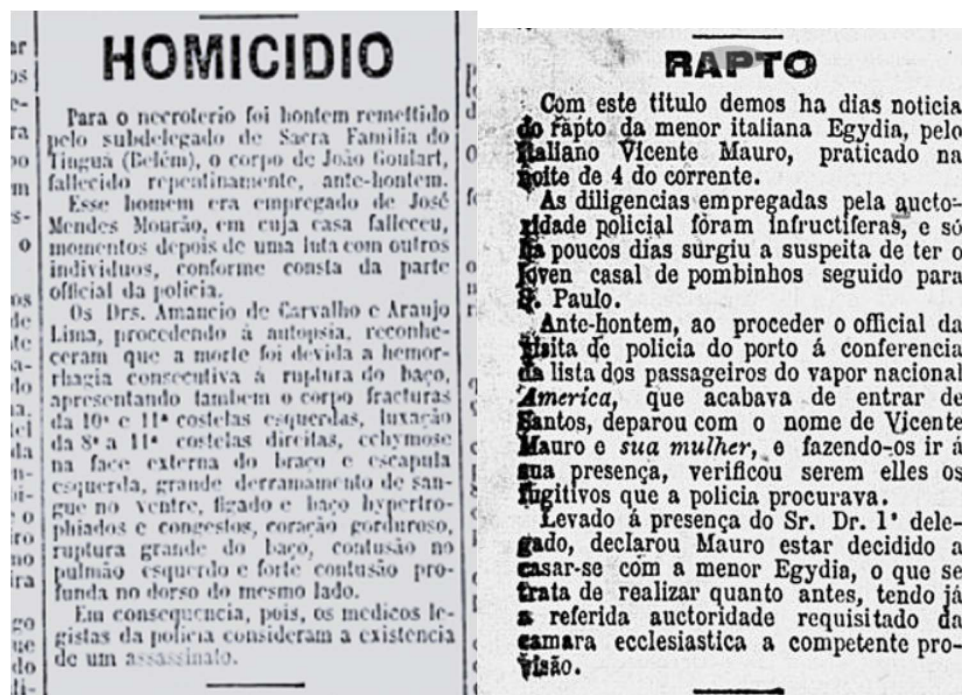 HOMICIDIO
Para o necroterio foi hontem remettido
pelo subdelegado de Sacra Familia do
Tinguá (Belém), o corpo de João Goulart,
fallecido repentinamente, ante-hontem.
Esse homem era empregado de José
Mendes Mourão, em cuja casa falleceu,
momentos depois de uma luta com outros
individuos, conforme consta da parte
official da policia.
Os Drs. Amancio de Carvalho e Araujo
Lima, procedendo á autopsia, reconhe-
ceram que a morte foi devida a hemor-
rhagia consecutiva á ruptura do baço,
apresentando tambem o corpo fracturas
da 10ª e 11ª costelas esquerdas, luxação
da 8ª a 11ª costelas direitas, echymose
na face externa do braço e escapula
esquerda, grande derramamento de san-
gue no ventre, figado e baço hypertro-
phiados e congestos, coração gorduroso,
ruptura grande do baço, contusão no
pulmão esquerdo e forte contusão pro-
funda no dorso do mesmo lado.
Em consequencia, pois, os medicos le-
gistas da policia consideram a existencia
de um assassinato.
RAPTO
Com este titulo demos ha dias noticia
do rapto da menor italiana Egydia, pelo
italiano Vicente Mauro, praticado na
noite de 4 do corrente.
As diligencias empregadas pela aucto-
ridade policial fôram infructiferas, e só
ha poucos dias surgiu a suspeita de ter o
joven casal de pombinhos seguido para
S. Paulo.
Ante-hontem, ao proceder o official da
visita de policia do porto á conferencia
da lista dos passageiros do vapor nacional
America, que acabava de entrar de
Santos, deparou com o nome de Vicente
Mauro e sua mulher, e fazendo-os ir á
sua presença, verificou serem elles os
fugitivos que a policia procurava.
Levado á presença do Sr. Dr. 1º dele-
gado, declarou Mauro estar decidido a
casar-se com a menor Egydia, o que se
trata de realizar quanto antes, tendo já
a referida auctoridade requisitado da
camara ecclesiastica a competente pro-
visão.